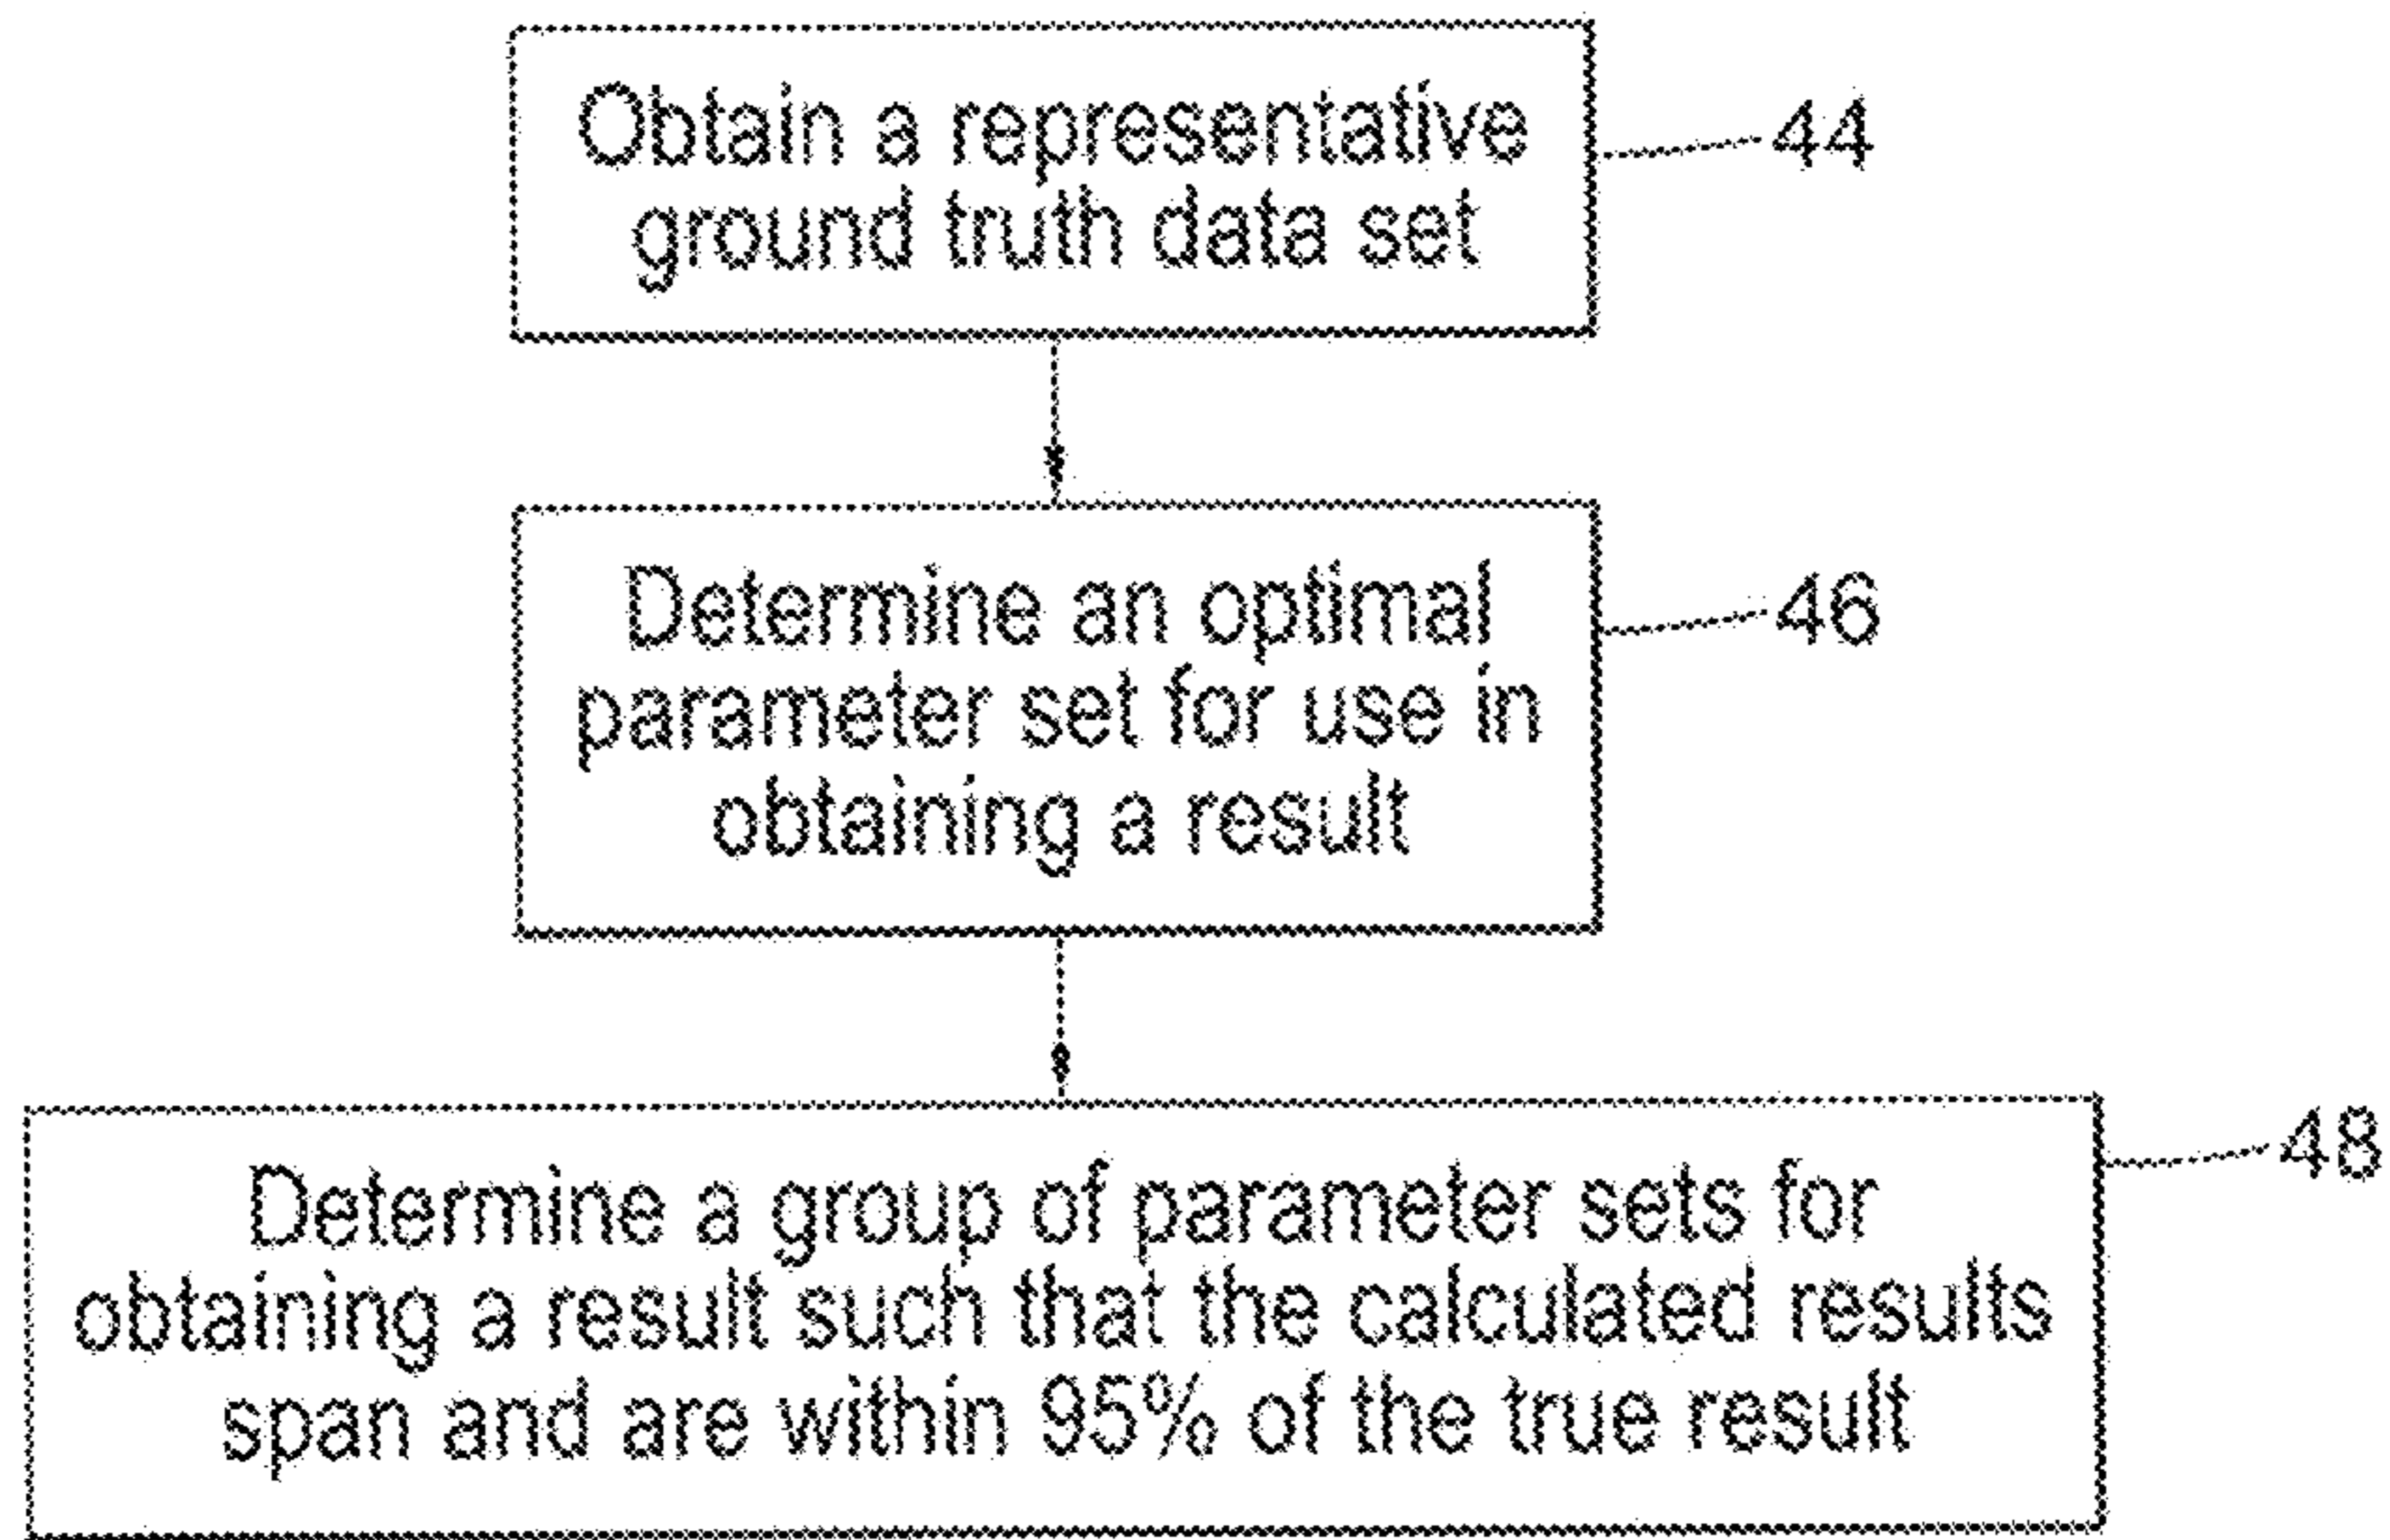 Obtain a representative
ground truth data set
44
Determine an optimal
parameter set for use in
obtaining a result
46
Determine a group of parameter sets for
obtaining a result such that the calculated results
span and are within 95% of the true result
48